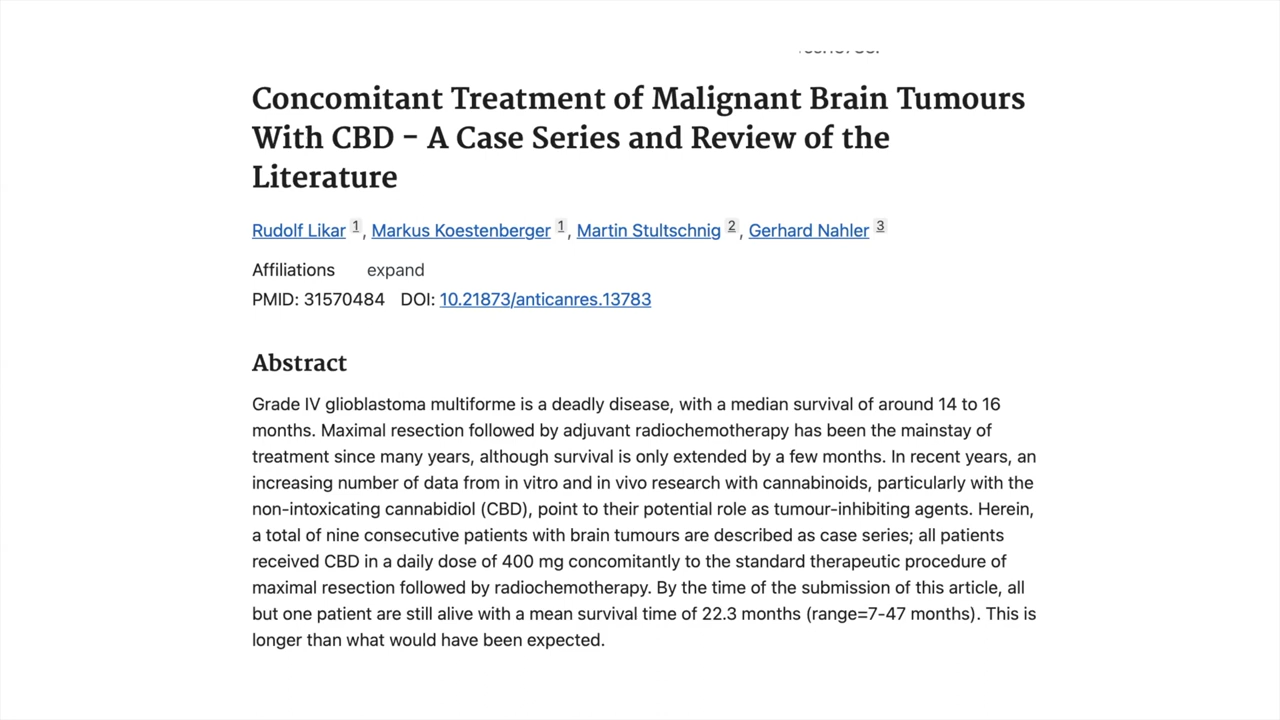 Concomitant Treatment of Malignant Brain Tumours
With CBD - A Case Series and Review of the
Literature
Rudolf Likar 1, Markus Koestenberger 1, Martin Stultschnig 2, Gerhard Nahler 3
Affiliations expand
PMID: 31570484 DOI: 10.21873/anticanres.13783
Abstract
Grade IV glioblastoma multiforme is a deadly disease, with a median survival of around 14 to 16
months. Maximal resection followed by adjuvant radiochemotherapy has been the mainstay of
treatment since many years, although survival is only extended by a few months. In recent years, an
increasing number of data from in vitro and in vivo research with cannabinoids, particularly with the
non-intoxicating cannabidiol (CBD), point to their potential role as tumour-inhibiting agents. Herein,
a total of nine consecutive patients with brain tumours are described as case series; all patients
received CBD in a daily dose of 400 mg concomitantly to the standard therapeutic procedure of
maximal resection followed by radiochemotherapy. By the time of the submission of this article, all
but one patient are still alive with a mean survival time of 22.3 months (range=7-47 months). This is
longer than what would have been expected.